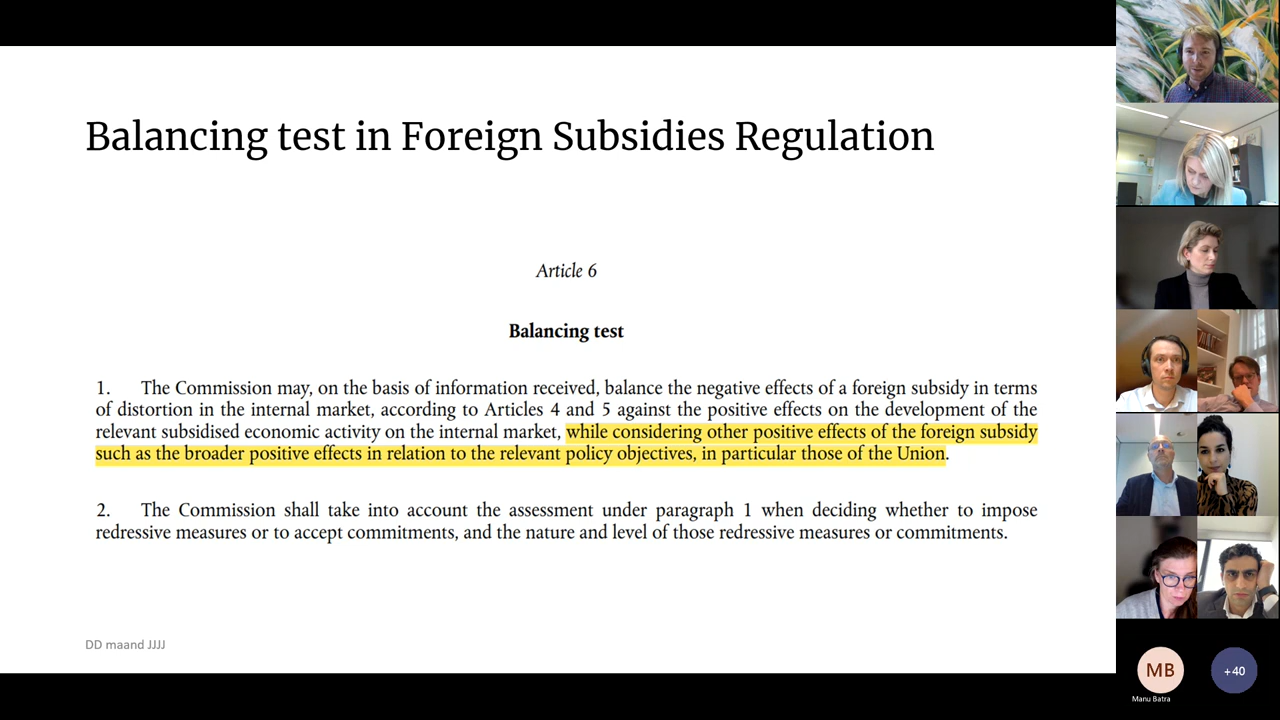 Balancing test in Foreign Subsidies Regulation
Article 6
Balancing test
1. The Commission may, on the basis of information received, balance the negative effects of a foreign subsidy in terms
of distortion in the internal market, according to Articles 4 and 5 against the positive effects on the development of the
relevant subsidised economic activity on the internal market, while considering other positive effects of the foreign subsidy
such as the broader positive effects in relation to the relevant policy objectives, in particular those of the Union.
2. The Commission shall take into account the assessment under paragraph 1 when deciding whether to impose
redressive measures or to accept commitments, and the nature and level of those redressive measures or commitments.
DD maand JJJJ
MB
+40
Manu Batra